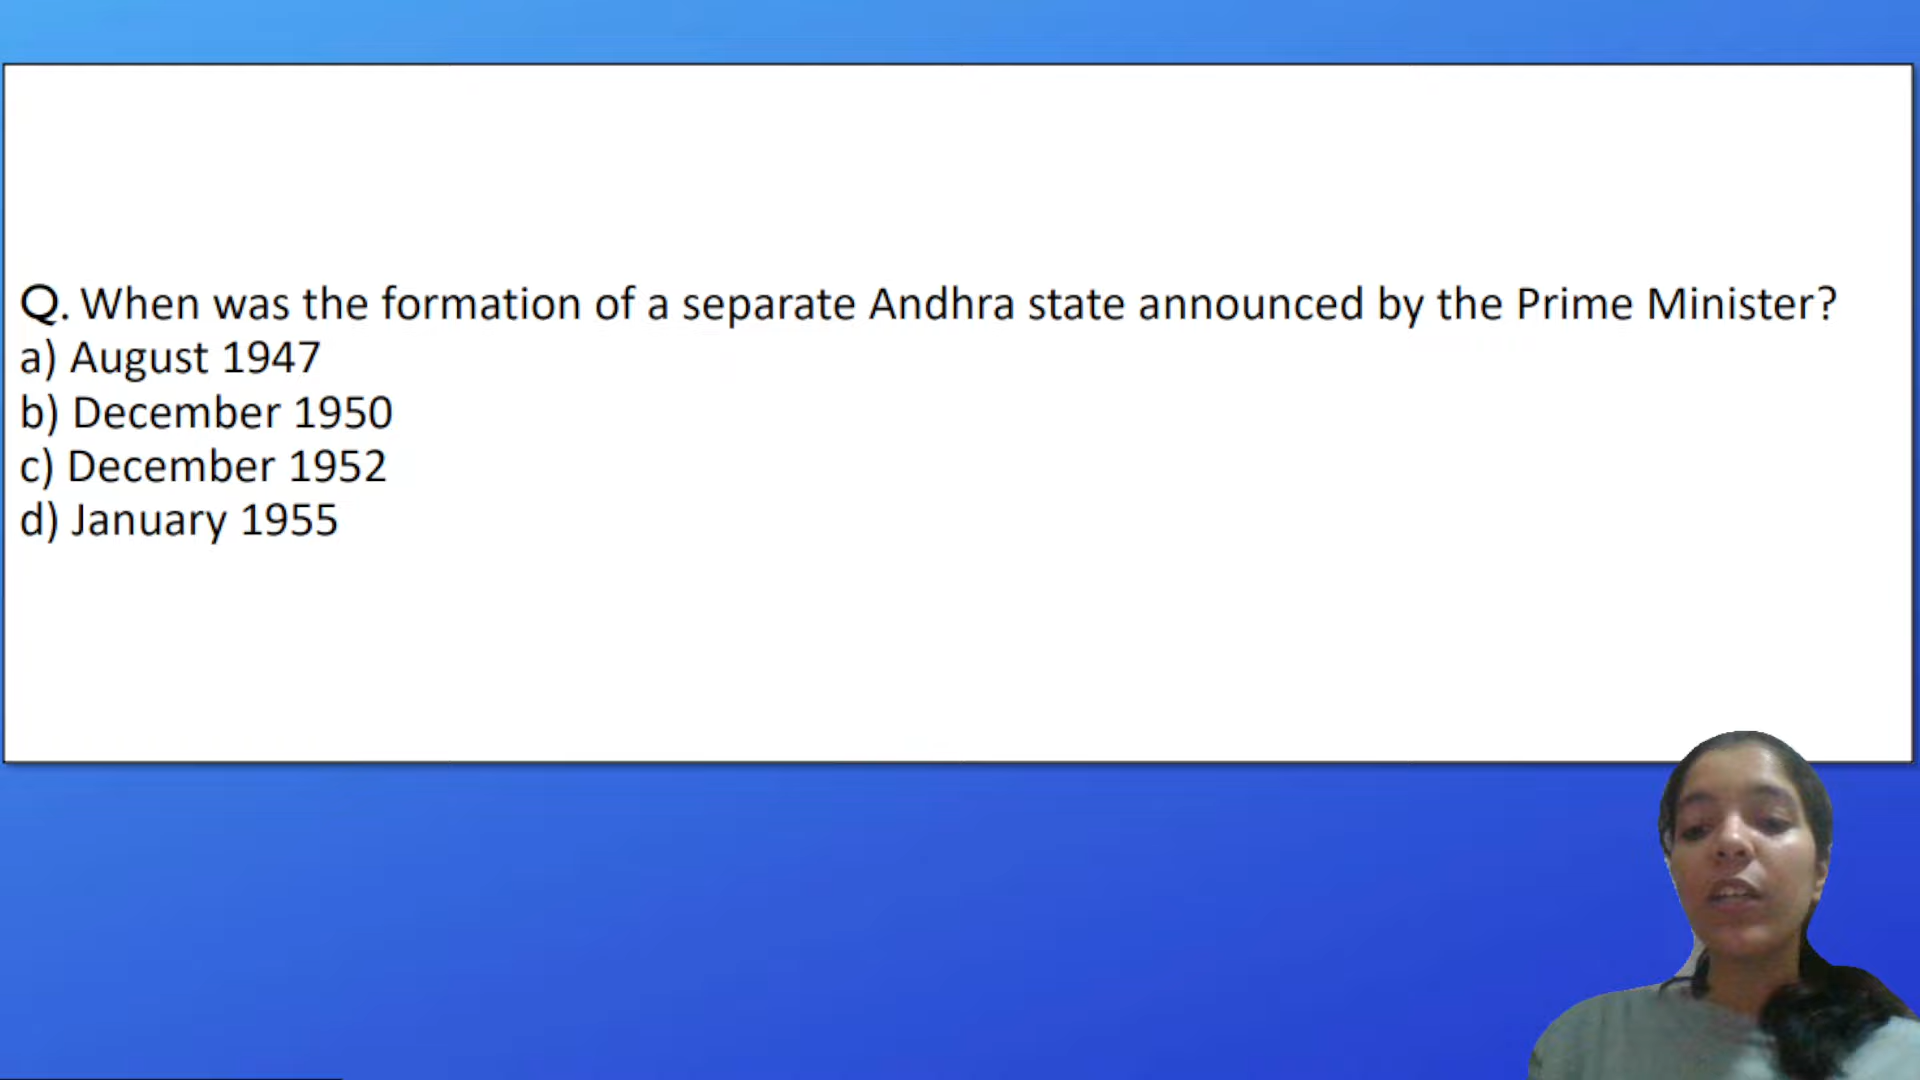 Q. When was the formation of a separate Andhra state announced by the Prime Minister?
a) August 1947
b) December 1950
c) December 1952
d) January 1955